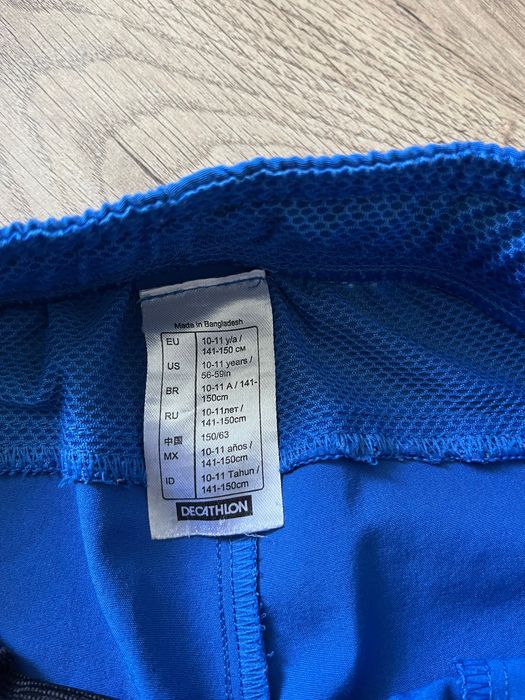 Made in Bangladesh
EU 10-11 y/a /
141-150 см
US 10-11 years /
56-59in
BR 10-11 A / 141-
150cm
RU 10-11лет /
141-150cm
中国 150/63
MX 10-11 años /
141-150cm
ID 10-11 Tahun /
141-150cm
DECATHLON